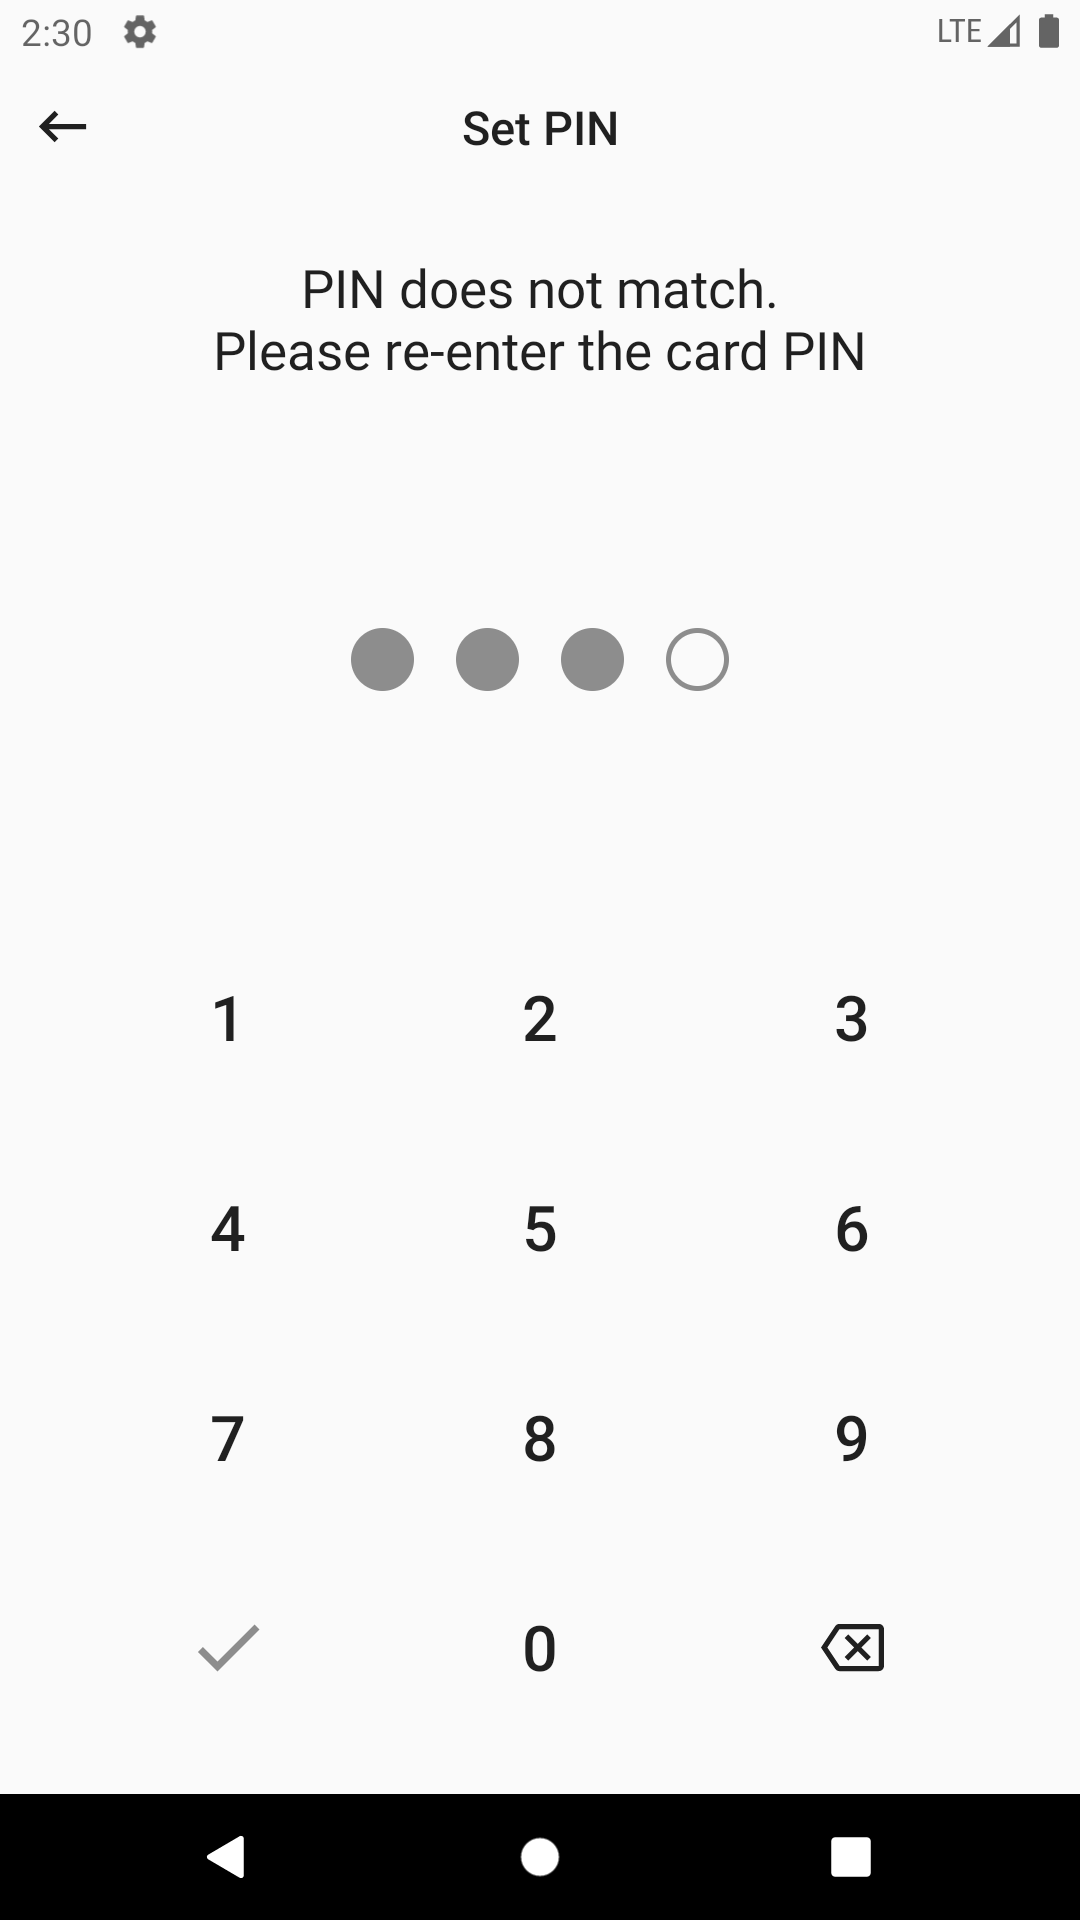 2:30
LTE
Set PIN
PIN does not match.
Please re-enter the card PIN
1 2 3
4 5 6
7 8 9
0